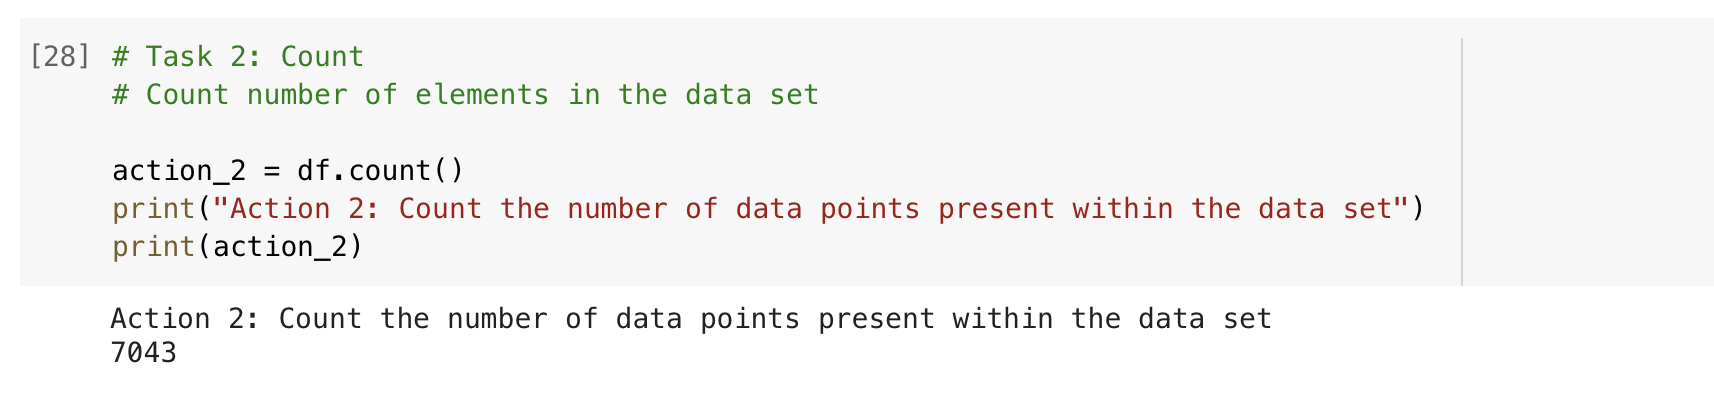 [28] # Task 2: Count
# Count number of elements in the data set
action_2 = df.count()
print("Action 2: Count the number of data points present within the data set")
print(action_2)
Action 2: Count the number of data points present within the data set
7043